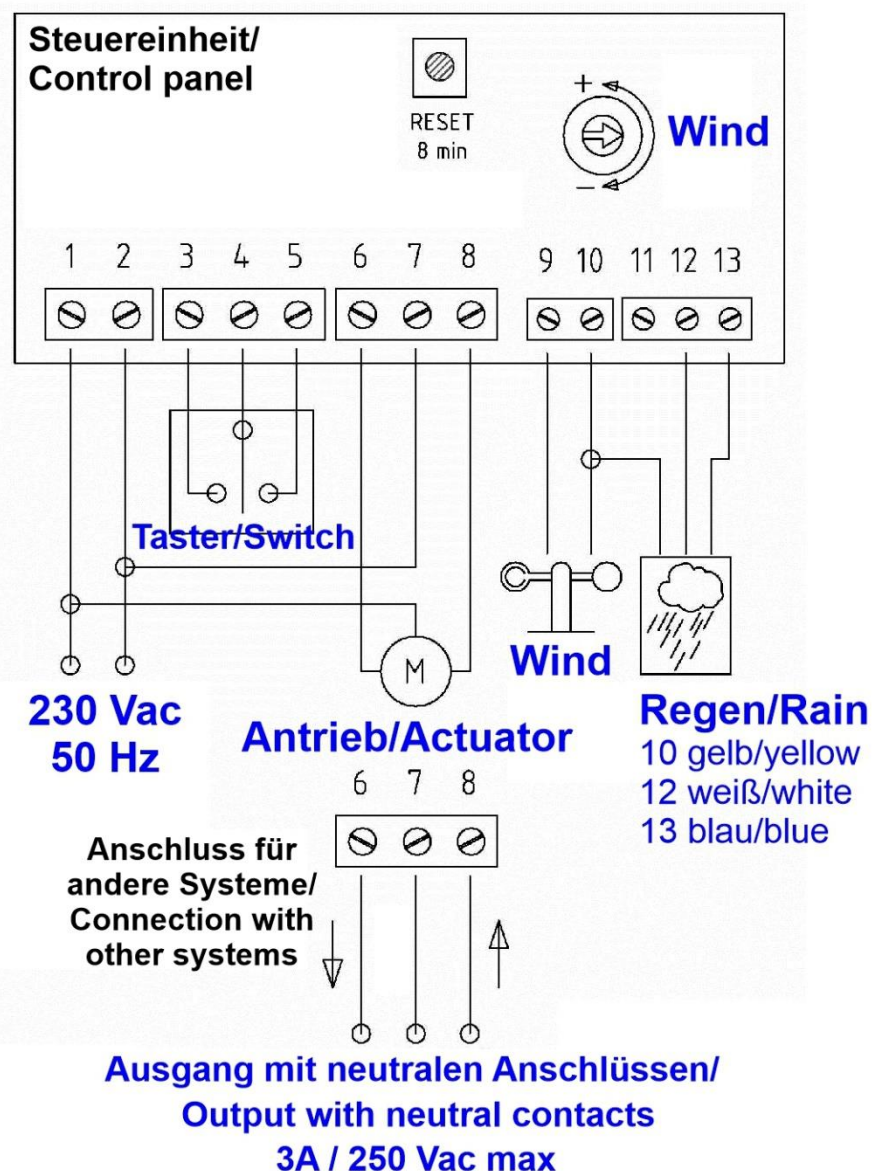 Steuereinheit/
Control panel
RESET
8 min
+
−
Wind
1 2 3 4 5 6 7 8 9 10 11 12 13
Taster/Switch
M
230 Vac
50 Hz
Antrieb/Actuator
Wind
Regen/Rain
10 gelb/yellow
12 weiß/white
13 blau/blue
6 7 8
Anschluss für
andere Systeme/
Connection with
other systems
Ausgang mit neutralen Anschlüssen/
Output with neutral contacts
3A / 250 Vac max